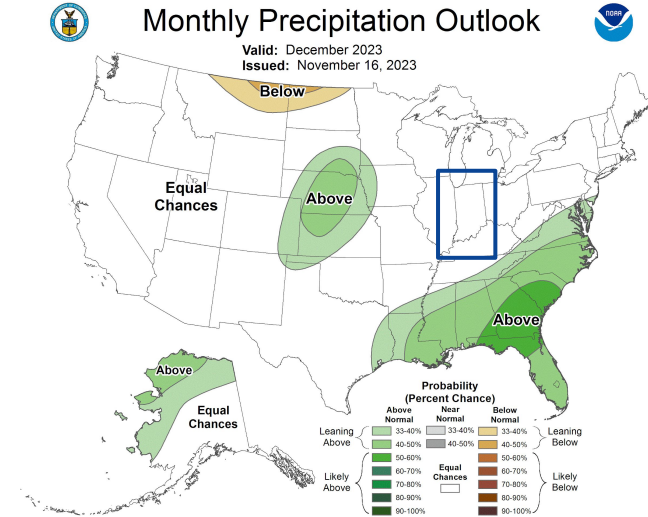 Monthly Precipitation Outlook
NOAA
Valid: December 2023
Issued: November 16, 2023
Below
Equal
Chances
Above
Above
Above
Equal
Chances
Probability
(Percent Chance)
Above
Normal
Near
Normal
Below
Normal
Leaning
Above
33-40%
33-40%
33-40%
Leaning
Below
40-50%
40-50%
40-50%
Likely
Above
50-60%
50-60%
Likely
Below
60-70%
60-70%
Equal
Chances
70-80%
70-80%
80-90%
80-90%
90-100%
90-100%